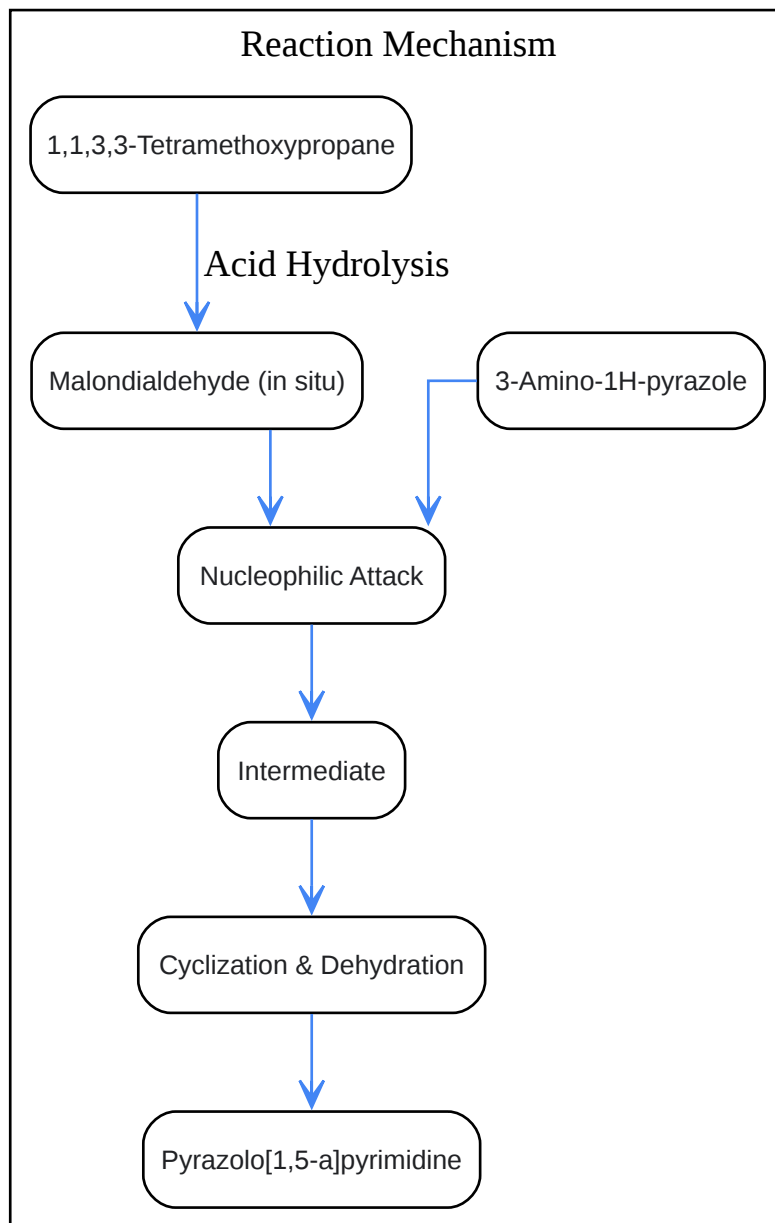 Reaction Mechanism
1,1,3,3-Tetramethoxypropane
Acid Hydrolysis
Malondialdehyde (in situ)
3-Amino-1H-pyrazole
Nucleophilic Attack
Intermediate
Cyclization & Dehydration
Pyrazolo[1,5-a]pyrimidine